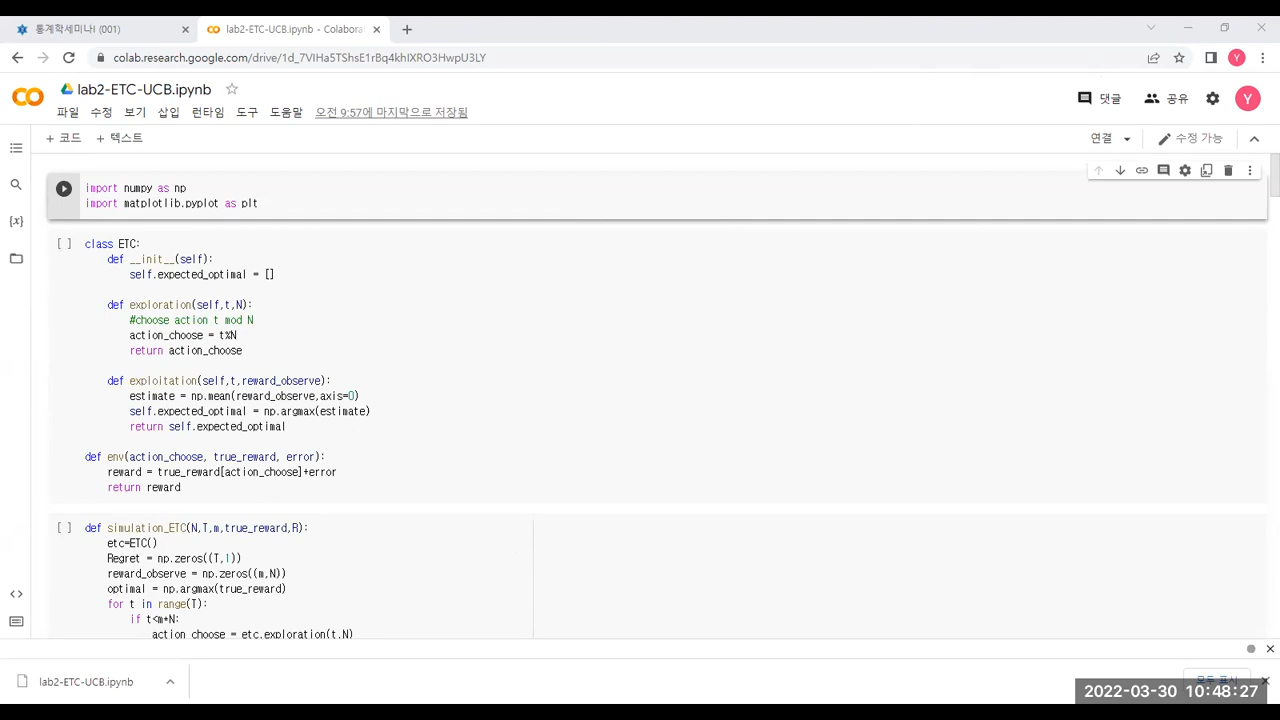 통계학세미나I (001)
lab2-ETC-UCB.ipynb - Colabora
colab.research.google.com/drive/1d_7VIHa5TShsE1rBq4khIXRO3HwpU3LY
Y
lab2-ETC-UCB.ipynb
댓글
공유
Y
파일 수정 보기 삽입 런타임 도구 도움말 오전 9:57에 마지막으로 저장됨
+ 코드 + 텍스트
연결
수정 가능
import numpy as np
import matplotlib.pyplot as plt
[ ] class ETC:
def __init__(self):
self.expected_optimal = []
def exploration(self,t,N):
#choose action t mod N
action_choose = t%N
return action_choose
def exploitation(self,t,reward_observe):
estimate = np.mean(reward_observe,axis=0)
self.expected_optimal = np.argmax(estimate)
return self.expected_optimal
def env(action_choose, true_reward, error):
reward = true_reward[action_choose]+error
return reward
[ ] def simulation_ETC(N,T,m,true_reward,R):
etc=ETC()
Regret = np.zeros((T,1))
reward_observe = np.zeros((m,N))
optimal = np.argmax(true_reward)
for t in range(T):
if t<m*N:
action_choose = etc.exploration(t,N)
lab2-ETC-UCB.ipynb
모두 표시
2022-03-30 10:48:27